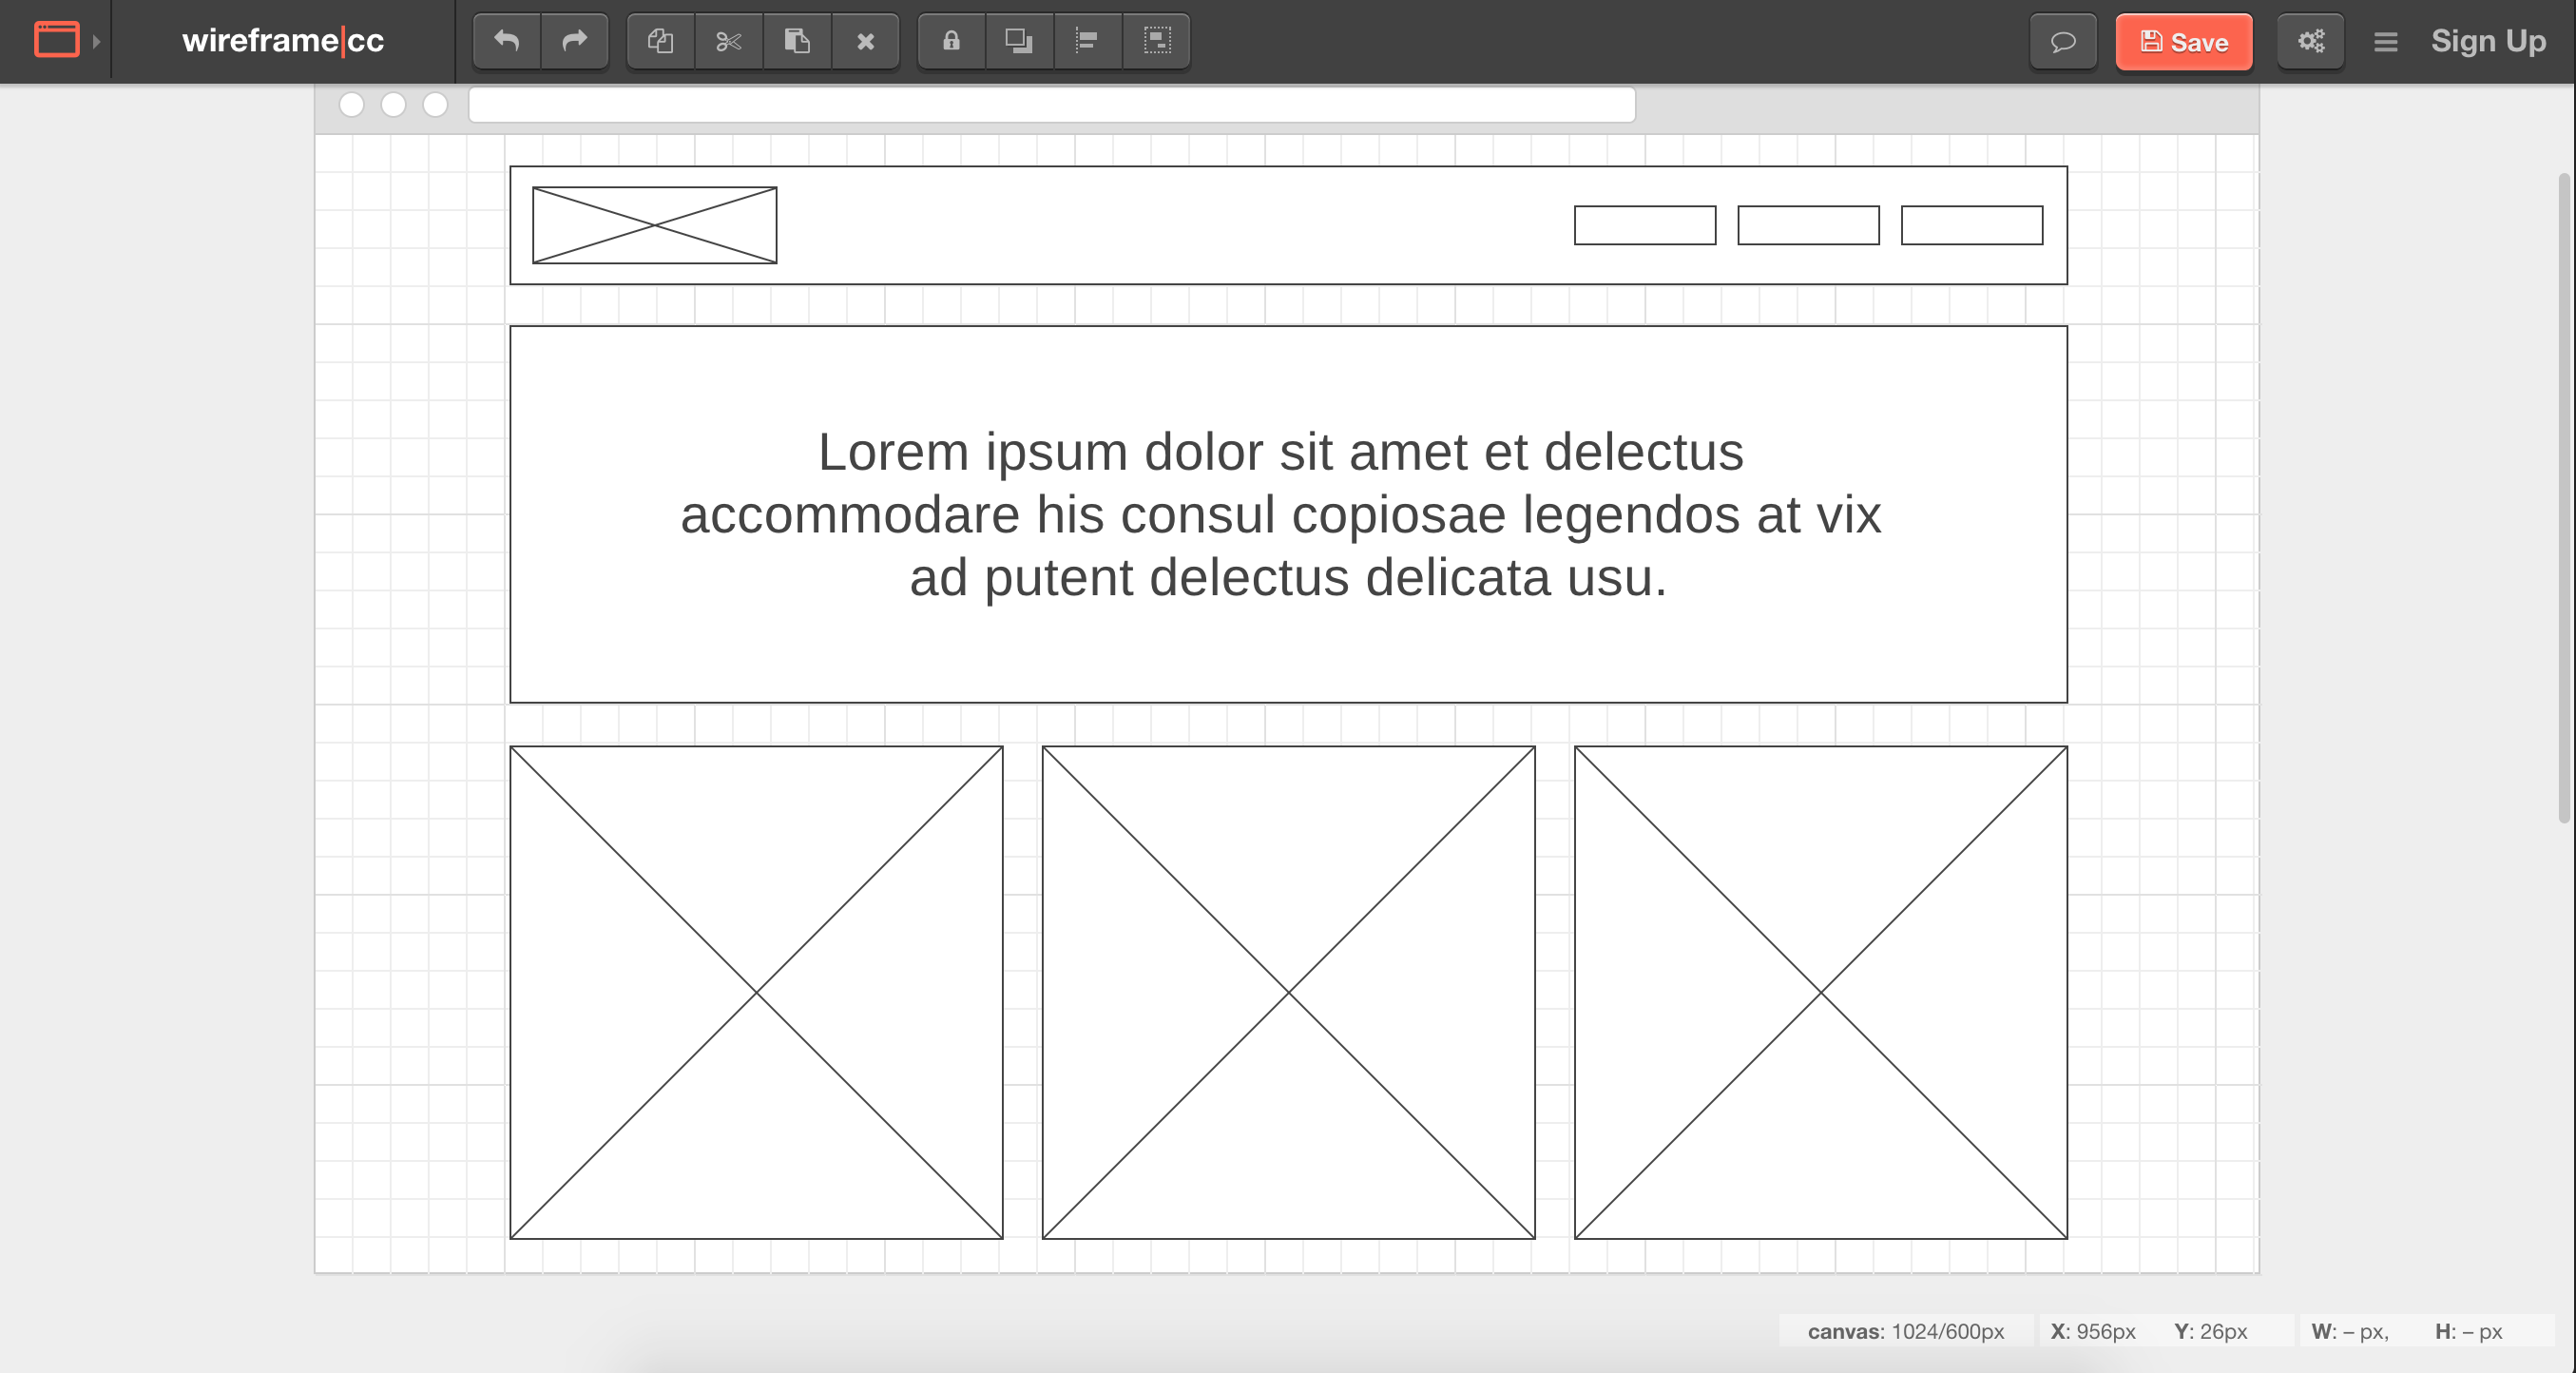 wireframe|cc
Save
Sign Up
Lorem ipsum dolor sit amet et delectus
accommodare his consul copiosae legendos at vix
ad putent delectus delicata usu.
canvas: 1024/600px X: 956px Y: 26px W: – px, H: – px